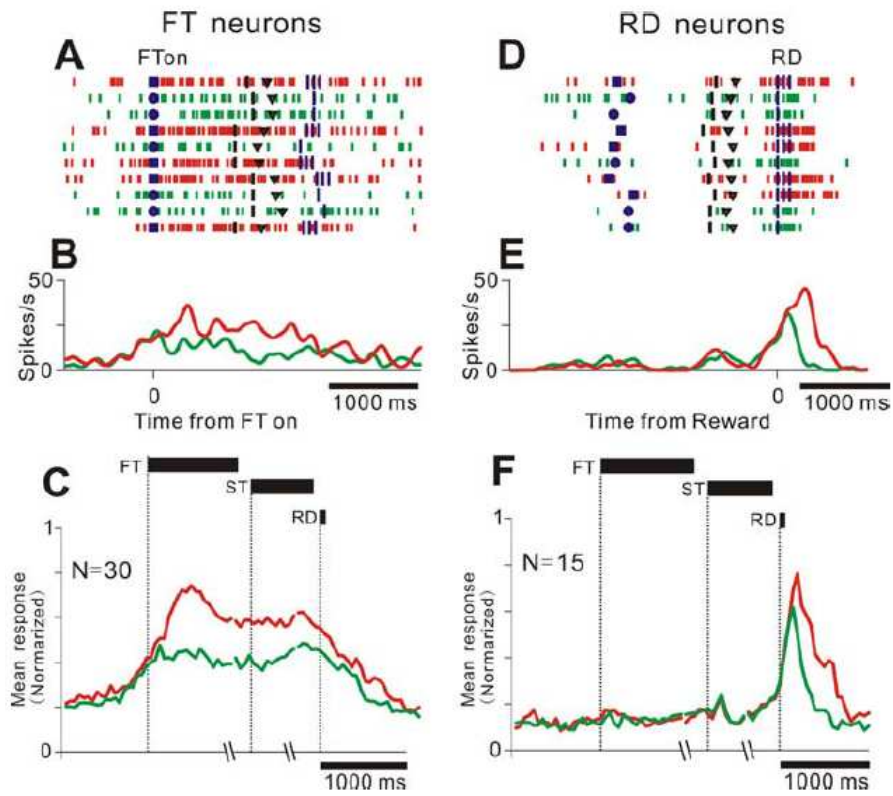 FT neurons
RD neurons
A
FTon
D
RD
B
50
Spikes/s
0
0
1000 ms
Time from FT on
E
50
Spikes/s
0
0
1000 ms
Time from Reward
C
FT
ST
RD
1
N=30
Mean response
(Normarized)
0
1000 ms
F
FT
ST
RD
1
N=15
Mean response
(Normarized)
0
1000 ms